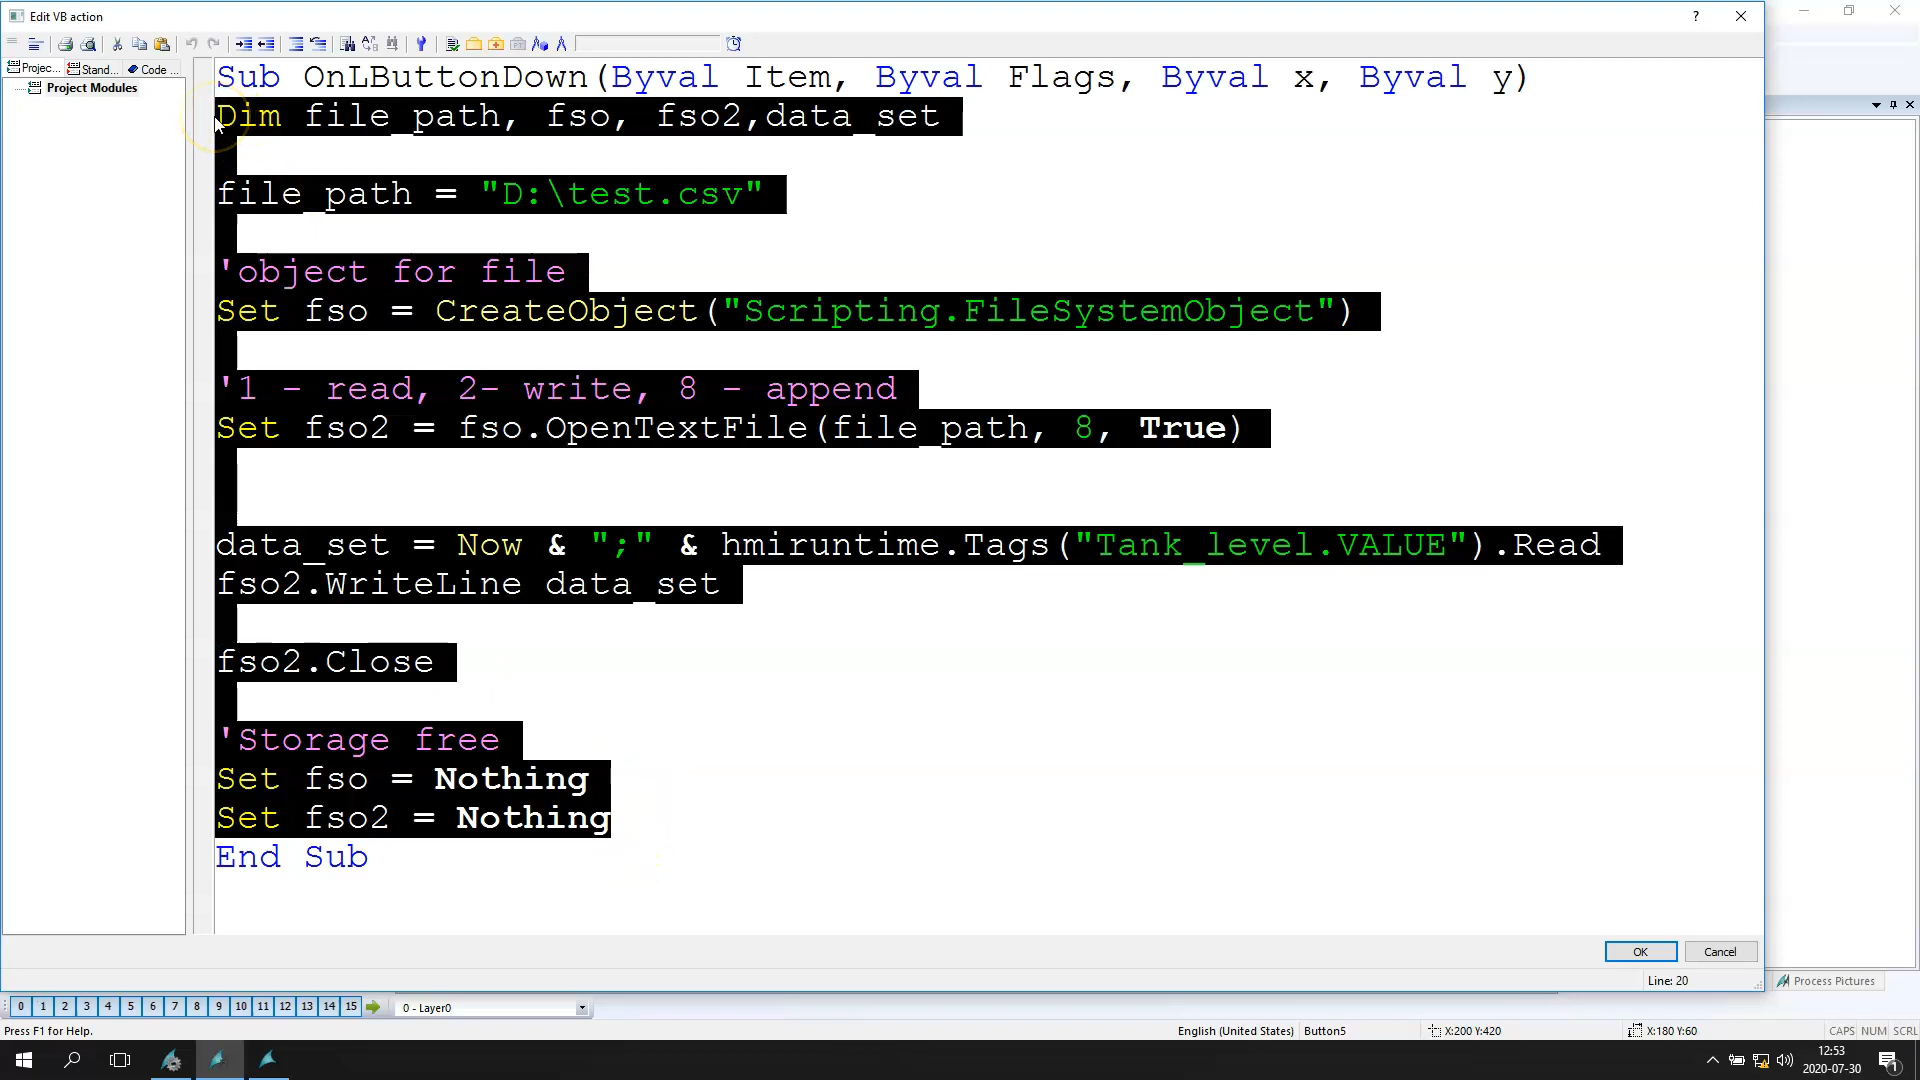 Edit VB action
?
Projec...
Stand...
Code ...
Project Modules
Sub OnLButtonDown(Byval Item, Byval Flags, Byval x, Byval y)
Dim file_path, fso, fso2,data_set
file_path = "D:\test.csv"
'object for file
Set fso = CreateObject("Scripting.FileSystemObject")
'1 - read, 2- write, 8 - append
Set fso2 = fso.OpenTextFile(file_path, 8, True)
data_set = Now & ";" & hmiruntime.Tags("Tank_level.VALUE").Read
fso2.WriteLine data_set
fso2.Close
'Storage free
Set fso = Nothing
Set fso2 = Nothing
End Sub
OK
Cancel
Line: 20
Process Pictures
0 1 2 3 4 5 6 7 8 9 10 11 12 13 14 15
0 - Layer0
Press F1 for Help.
English (United States)
Button5
X:200 Y:420
X:180 Y:60
CAPS NUM SCRL
12:53
2020-07-30
1